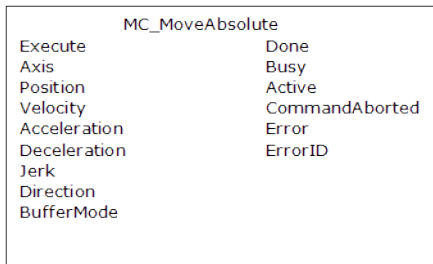 MC_MoveAbsolute
Execute Done
Axis Busy
Position Active
Velocity CommandAborted
Acceleration Error
Deceleration ErrorID
Jerk
Direction
BufferMode